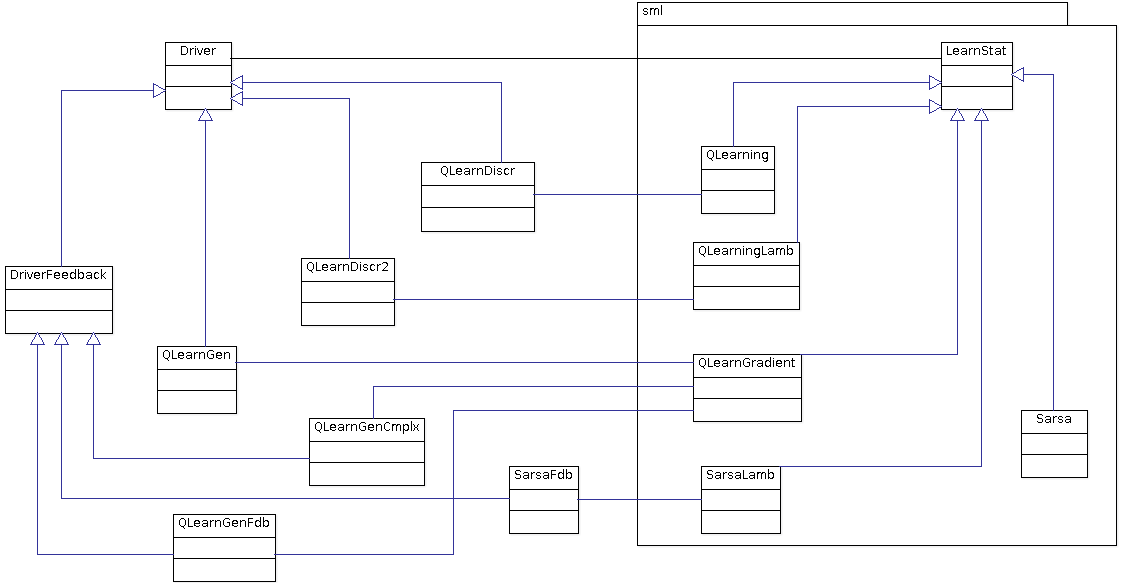 sml
Driver
LearnStat
QLearning
QLearnDiscr
QLearningLamb
QLearnDiscr2
DriverFeedback
QLearnGen
QLearnGradient
Sarsa
QLearnGenCmplx
SarsaFdb
SarsaLamb
QLearnGenFdb